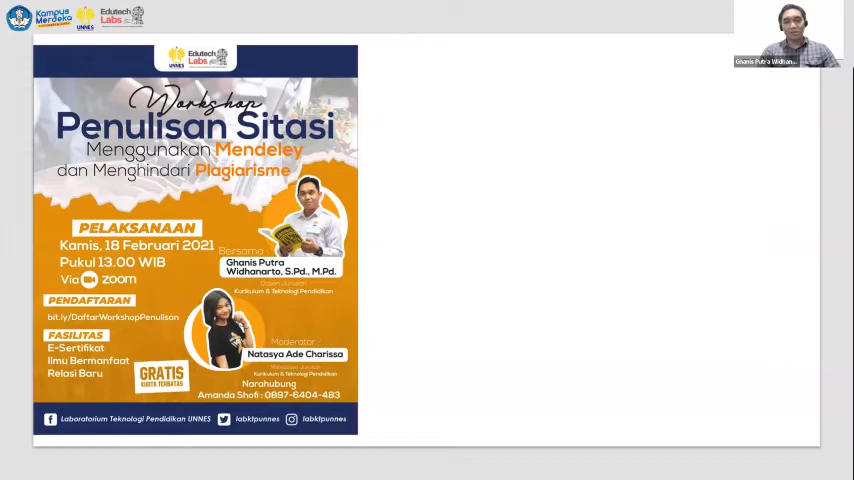 Kampus
Merdeka
UNNES
Edutech
Labs
Ghanis Putra Widhan...
UNNES
Edutech
Labs
Workshop
Penulisan Sitasi
Menggunakan Mendeley
dan Menghindari Plagiarisme
PELAKSANAAN
Kamis, 18 Februari 2021
Pukul 13.00 WIB
Via zoom
Bersama
Ghanis Putra
Widhanarto, S.Pd., M.Pd.
Dosen Jurusan
Kurikulum & Teknologi Pendidikan
PENDAFTARAN
bit.ly/DaftarWorkshopPenulisan
FASILITAS
E-Sertifikat
Ilmu Bermanfaat
Relasi Baru
GRATIS
KUOTA TERBATAS
Moderator
Natasya Ade Charissa
Mahasiswa Jurusan
Kurikulum & Teknologi Pendidikan
Narahubung
Amanda Shofi : 0897-6404-483
Laboratorium Teknologi Pendidikan UNNES
labktpunnes
labktpunnes